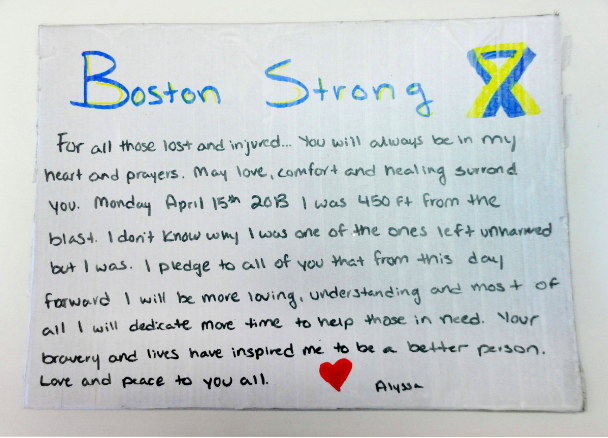 Boston Strong
For all those lost and injured... You will always be in my
heart and prayers. May love, comfort and healing surrond
you. Monday April 15th 2013 I was 450 ft from the
blast. I don't know why I was one of the ones left unharmed
but I was. I pledge to all of you that from this day
forward I will be more loving, understanding and most of
all I will dedicate more time to help those in need. Your
bravery and lives have inspired me to be a better person.
Love and peace to you all.
Alyssa